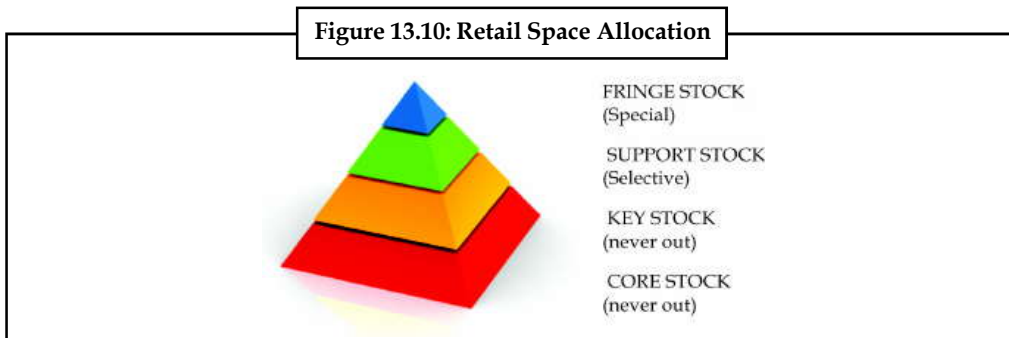 Figure 13.10: Retail Space Allocation
FRINGE STOCK
(Special)
SUPPORT STOCK
(Selective)
KEY STOCK
(never out)
CORE STOCK
(never out)